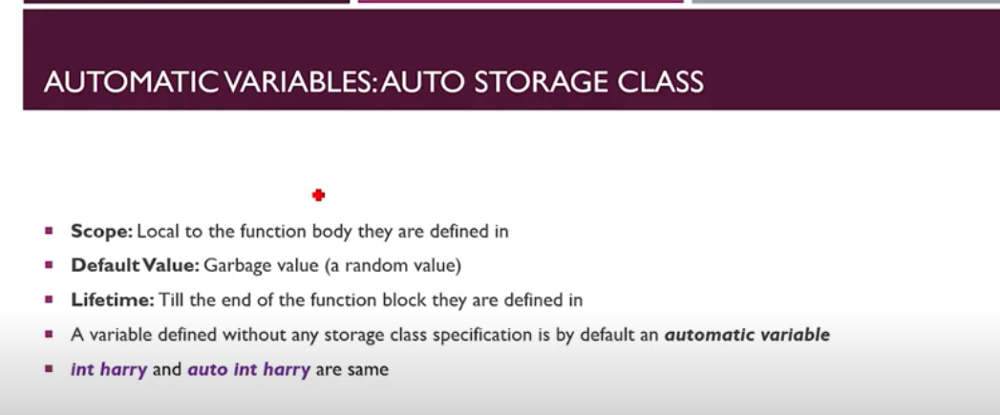 AUTOMATIC VARIABLES: AUTO STORAGE CLASS
Scope: Local to the function body they are defined in
Default Value: Garbage value (a random value)
Lifetime: Till the end of the function block they are defined in
A variable defined without any storage class specification is by default an automatic variable
int harry and auto int harry are same